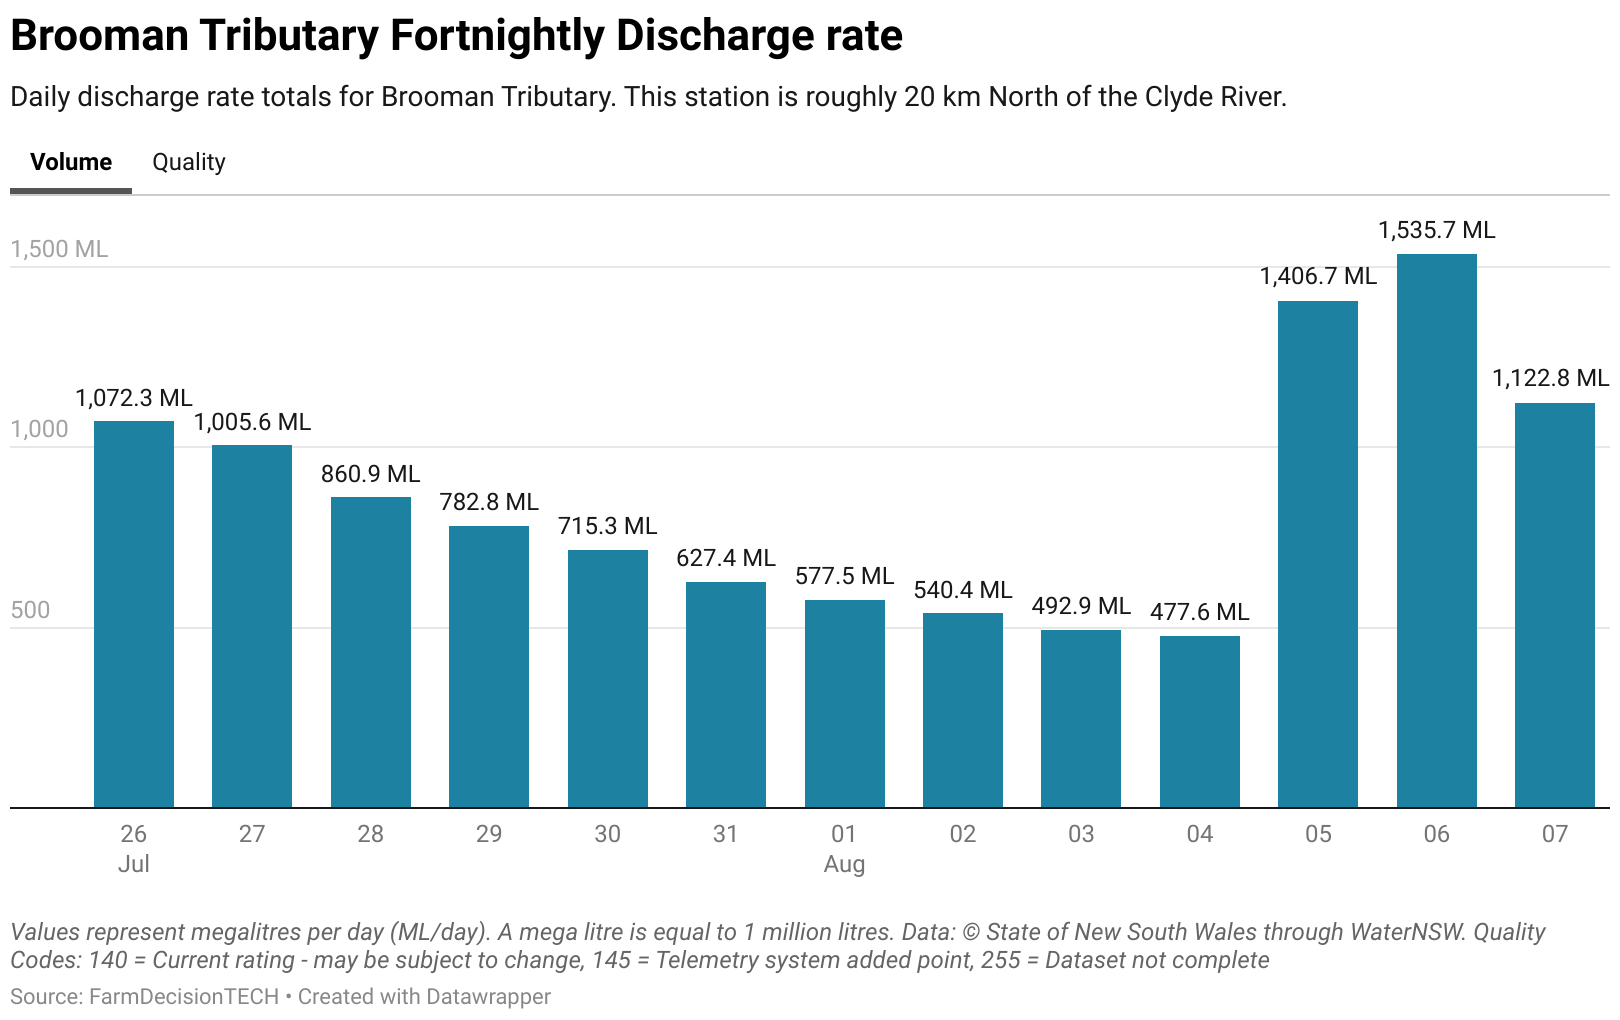 Brooman Tributary Fortnightly Discharge rate
Daily discharge rate totals for Brooman Tributary. This station is roughly 20 km North of the Clyde River.
Volume Quality
1,500 ML
1,000
500
1,072.3 ML
1,005.6 ML
860.9 ML
782.8 ML
715.3 ML
627.4 ML
577.5 ML
540.4 ML
492.9 ML
477.6 ML
1,406.7 ML
1,535.7 ML
1,122.8 ML
26 27 28 29 30 31 01 02 03 04 05 06 07
Jul Aug
Values represent megalitres per day (ML/day). A mega litre is equal to 1 million litres. Data: © State of New South Wales through WaterNSW. Quality
Codes: 140 = Current rating - may be subject to change, 145 = Telemetry system added point, 255 = Dataset not complete
Source: FarmDecisionTECH • Created with Datawrapper